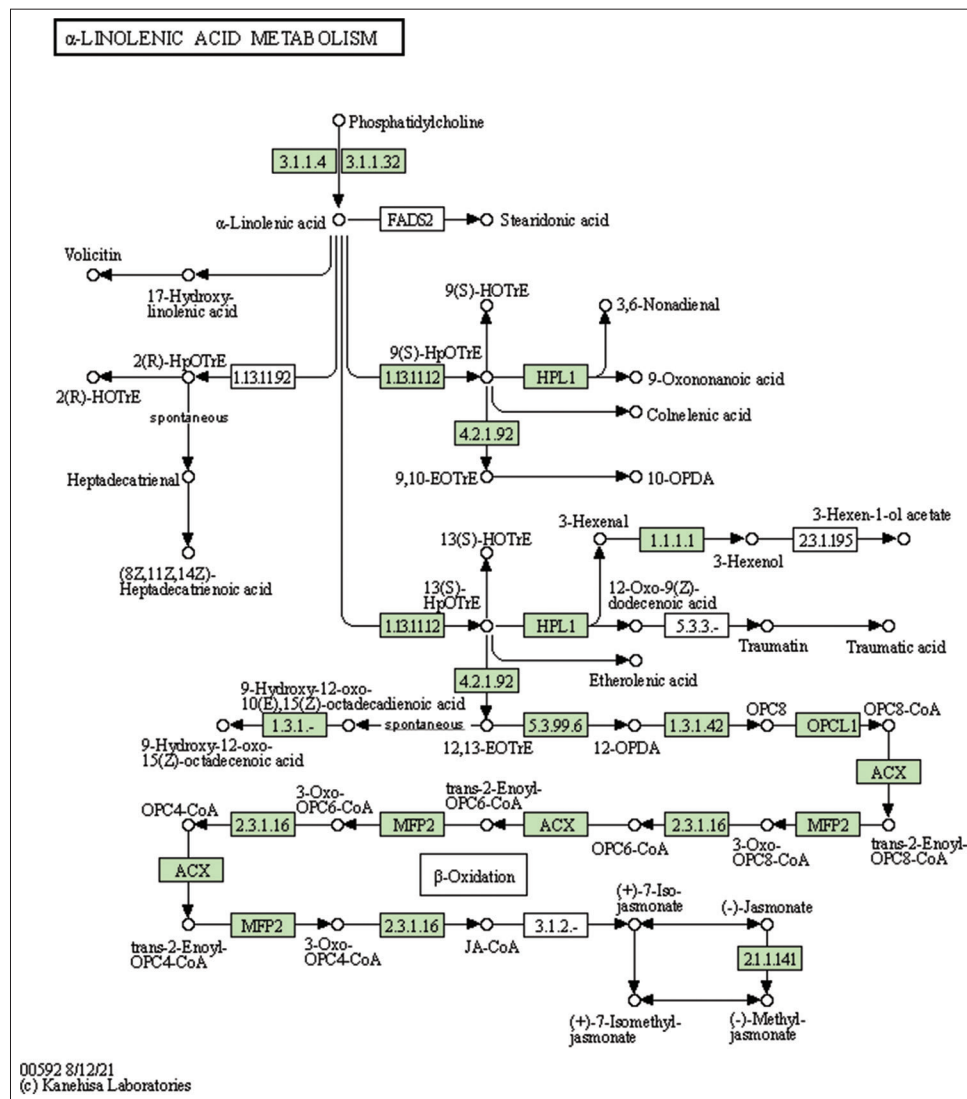 α-LINOLENIC ACID METABOLISM
Phosphatidylcholine
3.1.1.4
3.1.1.32
α-Linolenic acid
FADS2
Stearidonic acid
Volicitin
17-Hydroxy-
linolenic acid
9(S)-HOTrE
3,6-Nonadienal
2(R)-HpOTrE
1.13.1192
9(S)-HpOTrE
1.13.1112
HPL1
9-Oxononanoic acid
2(R)-HOTrE
spontaneous
Colnelenic acid
4.2.1.92
Heptadecatrienal
9,10-EOTrE
10-OPDA
3-Hexenal
1.1.1.1
3-Hexenol
2.3.1.195
3-Hexen-1-ol acetate
13(S)-HOTrE
(8Z,11Z,14Z)-
Heptadecatrienoic acid
13(S)-
HpOTrE
1.13.1112
HPL1
12-Oxo-9(Z)-
dodecenoic acid
5.3.3.-
Traumatin
Traumatic acid
Etherolenic acid
4.2.1.92
9-Hydroxy-12-oxo-
10(E),15(Z)-octadecadienoic acid
1.3.1.-
spontaneous
9-Hydroxy-12-oxo-
15(Z)-octadecenoic acid
12,13-EOTrE
5.3.99.6
12-OPDA
1.3.1.42
OPC8
OPCL1
OPC8-CoA
ACX
OPC4-CoA
2.3.1.16
3-Oxo-
OPC6-CoA
MFP2
trans-2-Enoyl-
OPC6-CoA
ACX
OPC6-CoA
2.3.1.16
3-Oxo-
OPC8-CoA
MFP2
trans-2-Enoyl-
OPC8-CoA
ACX
β-Oxidation
trans-2-Enoyl-
OPC4-CoA
MFP2
3-Oxo-
OPC4-CoA
2.3.1.16
JA-CoA
3.1.2.-
(+)-7-Iso-
jasmonate
(-)-Jasmonate
2.1.1.141
(+)-7-Isomethyl-
jasmonate
(-)-Methyl-
jasmonate
00592 8/12/21
(c) Kanehisa Laboratories